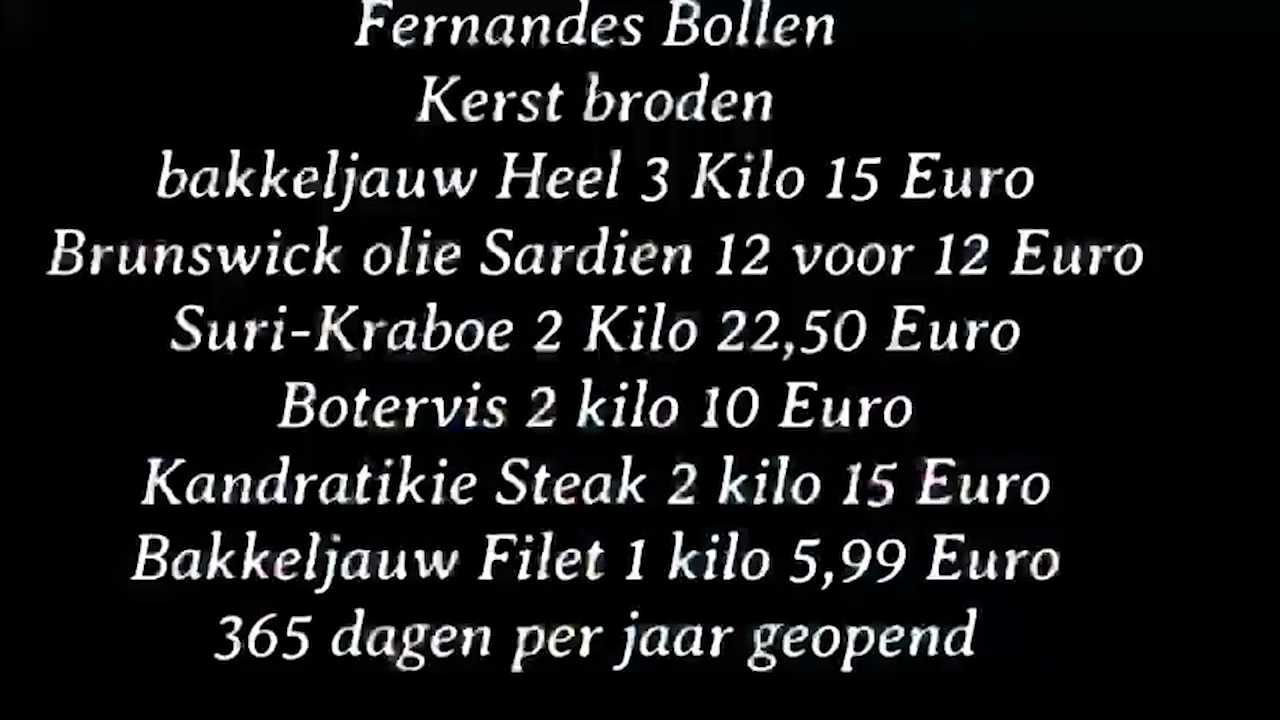 Fernandes Bollen
Kerst broden
bakkeljauw Heel 3 Kilo 15 Euro
Brunswick olie Sardien 12 voor 12 Euro
Suri-Kraboe 2 Kilo 22,50 Euro
Botervis 2 kilo 10 Euro
Kandratikie Steak 2 kilo 15 Euro
Bakkeljauw Filet 1 kilo 5,99 Euro
365 dagen per jaar geopend